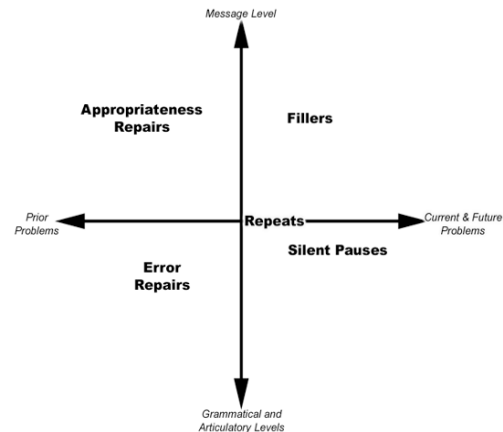 Message Level
Appropriateness
Repairs
Fillers
Prior
Problems
Repeats
Current & Future
Problems
Silent Pauses
Error
Repairs
Grammatical and
Articulatory Levels